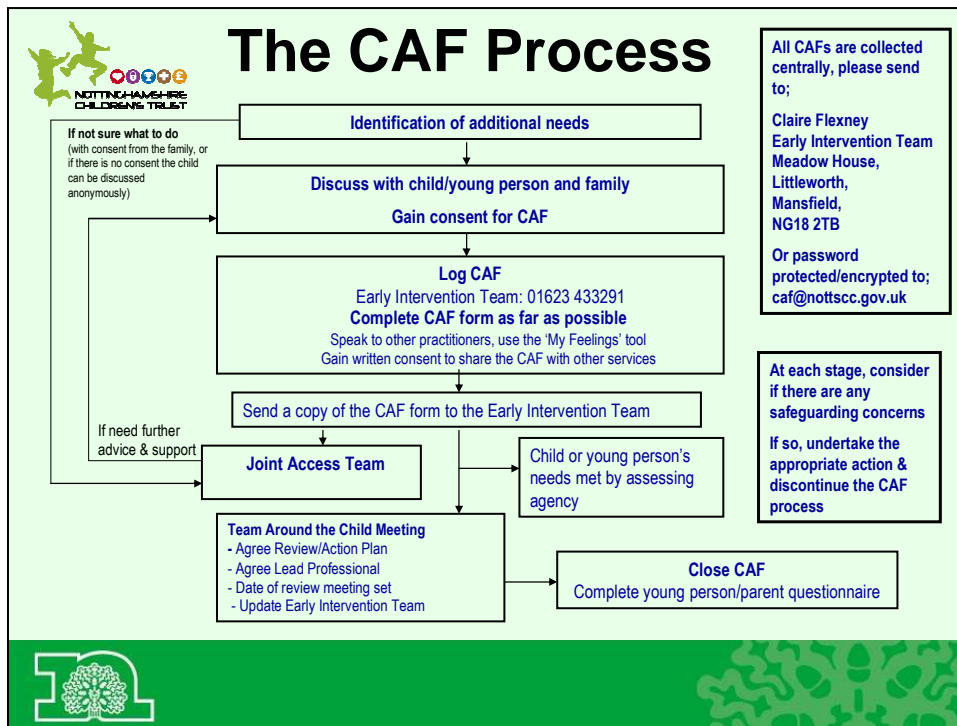 The CAF Process
NOTTINGHAMSHIRE
CHILDREN'S TRUST
Identification of additional needs
If not sure what to do
(with consent from the family, or
if there is no consent the child
can be discussed
anonymously)
Discuss with child/young person and family
Gain consent for CAF
Log CAF
Early Intervention Team: 01623 433291
Complete CAF form as far as possible
Speak to other practitioners, use the 'My Feelings' tool
Gain written consent to share the CAF with other services
Send a copy of the CAF form to the Early Intervention Team
If need further
advice & support
Joint Access Team
Child or young person's
needs met by assessing
agency
Team Around the Child Meeting
- Agree Review/Action Plan
- Agree Lead Professional
- Date of review meeting set
- Update Early Intervention Team
Close CAF
Complete young person/parent questionnaire
All CAFs are collected
centrally, please send
to;
Claire Flexney
Early Intervention Team
Meadow House,
Littleworth,
Mansfield,
NG18 2TB
Or password
protected/encrypted to;
caf@nottscc.gov.uk
At each stage, consider
if there are any
safeguarding concerns
If so, undertake the
appropriate action &
discontinue the CAF
process